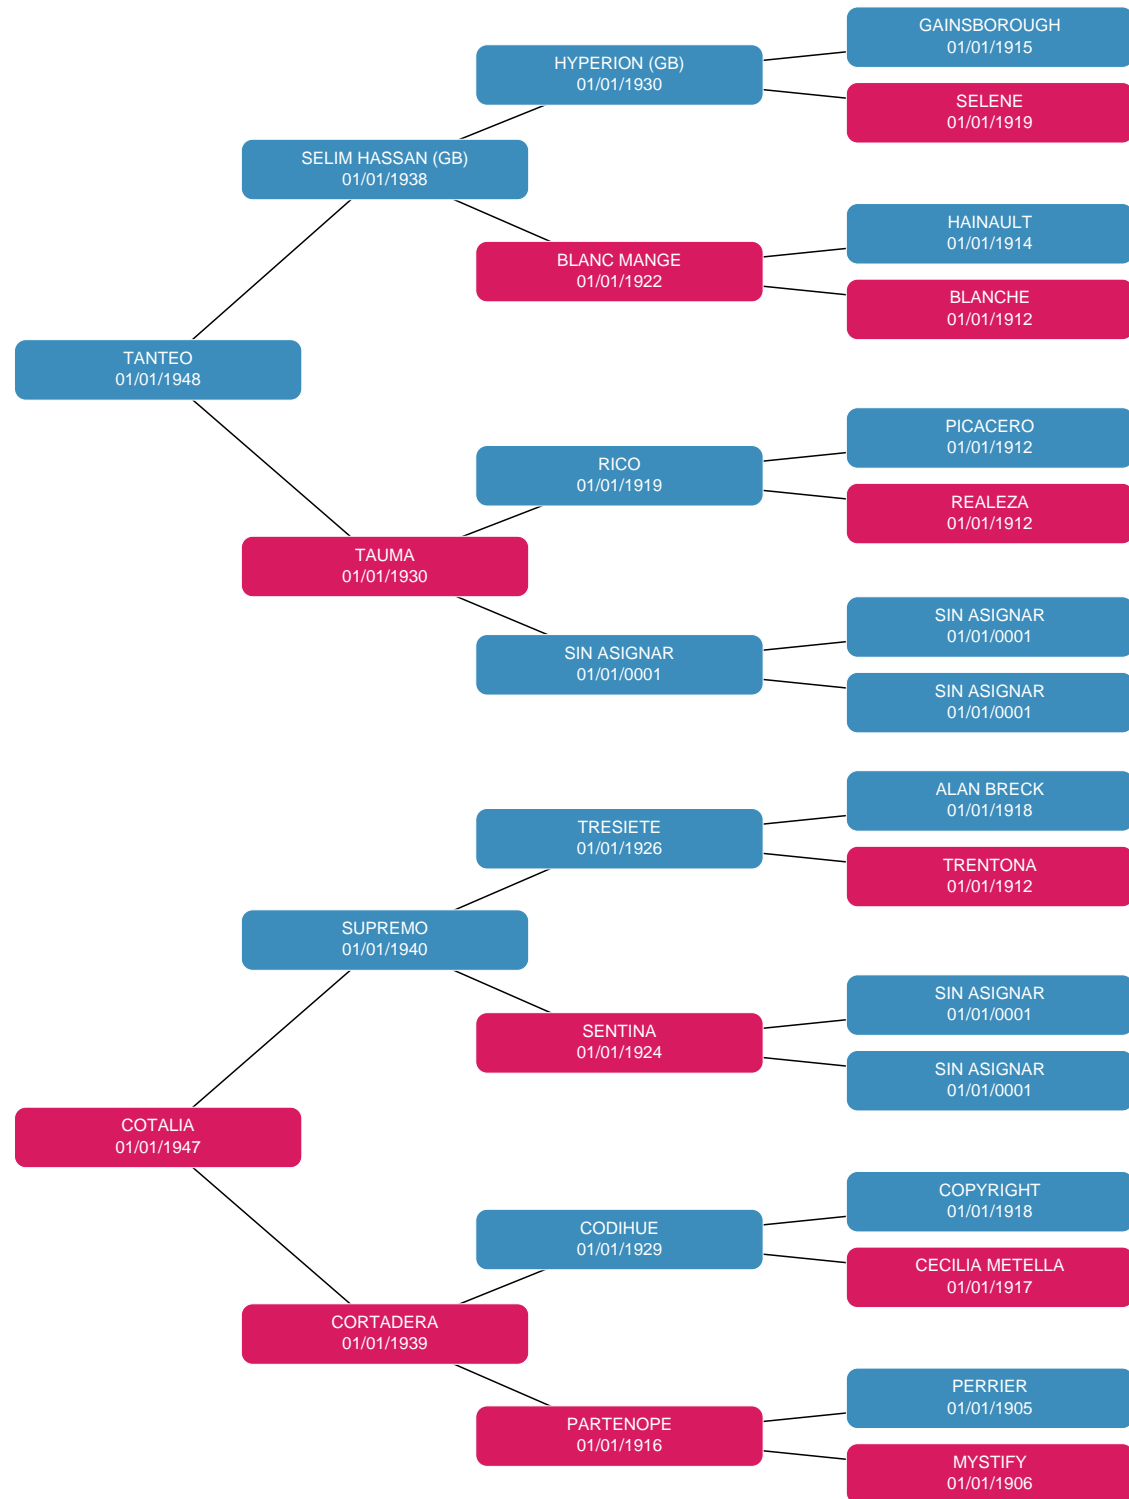 GAINSBOROUGH
01/01/1915
HYPERION (GB)
01/01/1930
SELENE
01/01/1919
SELIM HASSAN (GB)
01/01/1938
HAINAULT
01/01/1914
BLANC MANGE
01/01/1922
BLANCHE
01/01/1912
TANTEO
01/01/1948
PICACERO
01/01/1912
RICO
01/01/1919
REALEZA
01/01/1912
TAUMA
01/01/1930
SIN ASIGNAR
01/01/0001
SIN ASIGNAR
01/01/0001
SIN ASIGNAR
01/01/0001
ALAN BRECK
01/01/1918
TRESIETE
01/01/1926
TRENTONA
01/01/1912
SUPREMO
01/01/1940
SIN ASIGNAR
01/01/0001
SENTINA
01/01/1924
SIN ASIGNAR
01/01/0001
COTALIA
01/01/1947
COPYRIGHT
01/01/1918
CODIHUE
01/01/1929
CECILIA METELLA
01/01/1917
CORTADERA
01/01/1939
PERRIER
01/01/1905
PARTENOPE
01/01/1916
MYSTIFY
01/01/1906